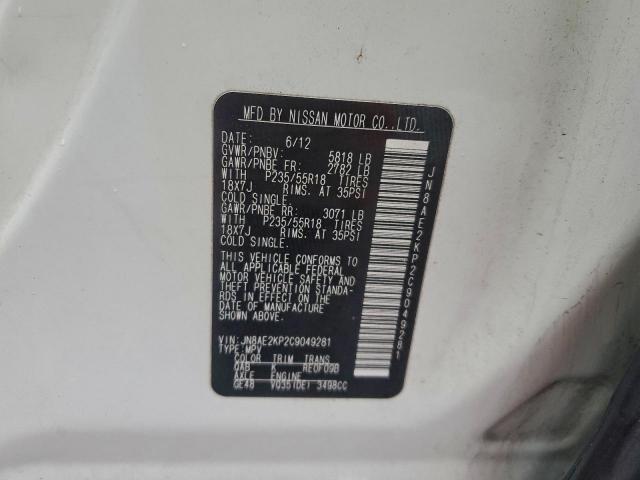 MFD BY NISSAN MOTOR CO.,LTD.
DATE: 6/12
GVWR/PNBV: 5818 LB
GAWR/PNBE FR: 2782 LB
WITH P235/55R18 TIRES
18X7J RIMS. AT 35PSI
COLD SINGLE.
GAWR/PNBE RR: 3071 LB
WITH P235/55R18 TIRES
18X7J RIMS. AT 35PSI
COLD SINGLE.
THIS VEHICLE CONFORMS TO
ALL APPLICABLE FEDERAL
MOTOR VEHICLE SAFETY AND
THEFT PREVENTION STANDA-
RDS IN EFFECT ON THE
DATE OF MANUFACTURE
SHOWN ABOVE.
VIN: JN8AE2KP2C9049281
TYPE: MPV
COLOR TRIM TRANS
QAB K RE0F09B
AXLE ENGINE
GE48 VQ35(DE) 3498CC
JN8AE2KP2C9049281